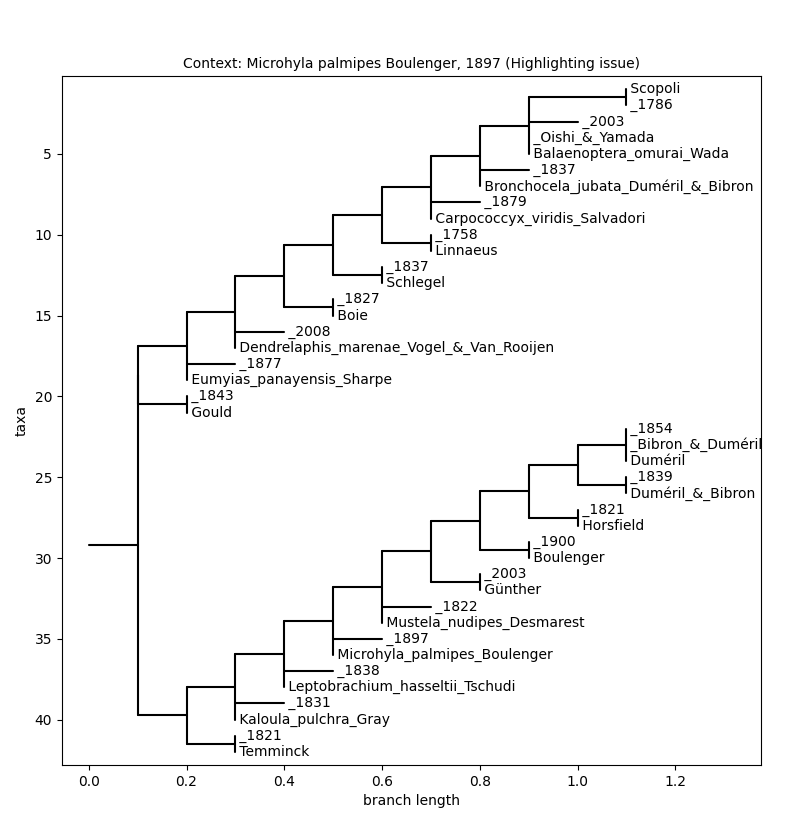 Context: Microhyla palmipes Boulenger, 1897 (Highlighting issue)
Scopoli
_1786
_2003
_Oishi_&_Yamada
Balaenoptera_omurai_Wada
_1837
Bronchocela_jubata_Duméril_&_Bibron
_1879
Carpococcyx_viridis_Salvadori
_1758
Linnaeus
_1837
Schlegel
_1827
Boie
_2008
Dendrelaphis_marenae_Vogel_&_Van_Rooijen
_1877
Eumyias_panayensis_Sharpe
_1843
Gould
_1854
_Bibron_&_Duméril
Duméril
_1839
Duméril_&_Bibron
_1821
Horsfield
_1900
Boulenger
_2003
Günther
_1822
Mustela_nudipes_Desmarest
_1897
Microhyla_palmipes_Boulenger
_1838
Leptobrachium_hasseltii_Tschudi
_1831
Kaloula_pulchra_Gray
_1821
Temminck
5
10
15
20
25
30
35
40
taxa
0.0 0.2 0.4 0.6 0.8 1.0 1.2
branch length